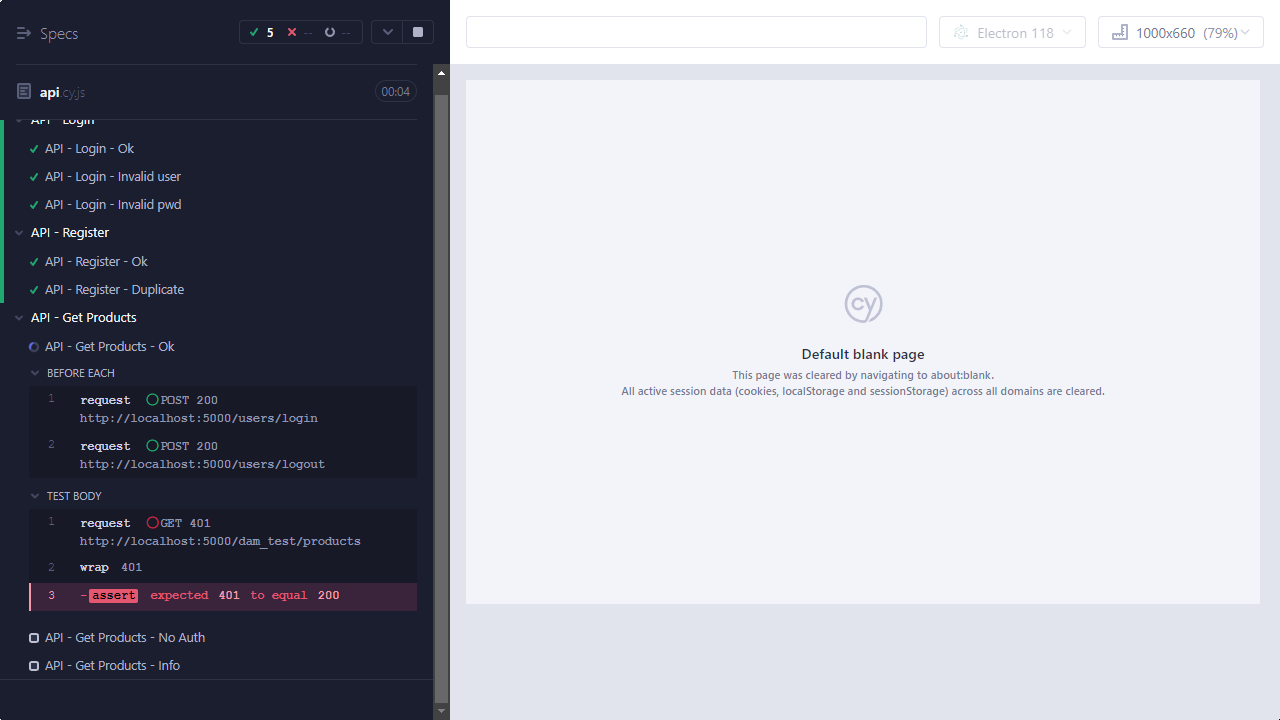 Specs
5
--
--
Electron 118
1000x660 (79%)
api.cy.js
00:04
API - Login
API - Login - Ok
API - Login - Invalid user
API - Login - Invalid pwd
API - Register
API - Register - Ok
API - Register - Duplicate
API - Get Products
API - Get Products - Ok
BEFORE EACH
1 request POST 200
http://localhost:5000/users/login
2 request POST 200
http://localhost:5000/users/logout
TEST BODY
1 request GET 401
http://localhost:5000/dam_test/products
2 wrap 401
3 -assert expected 401 to equal 200
API - Get Products - No Auth
API - Get Products - Info
cy
Default blank page
This page was cleared by navigating to about:blank.
All active session data (cookies, localStorage and sessionStorage) across all domains are cleared.